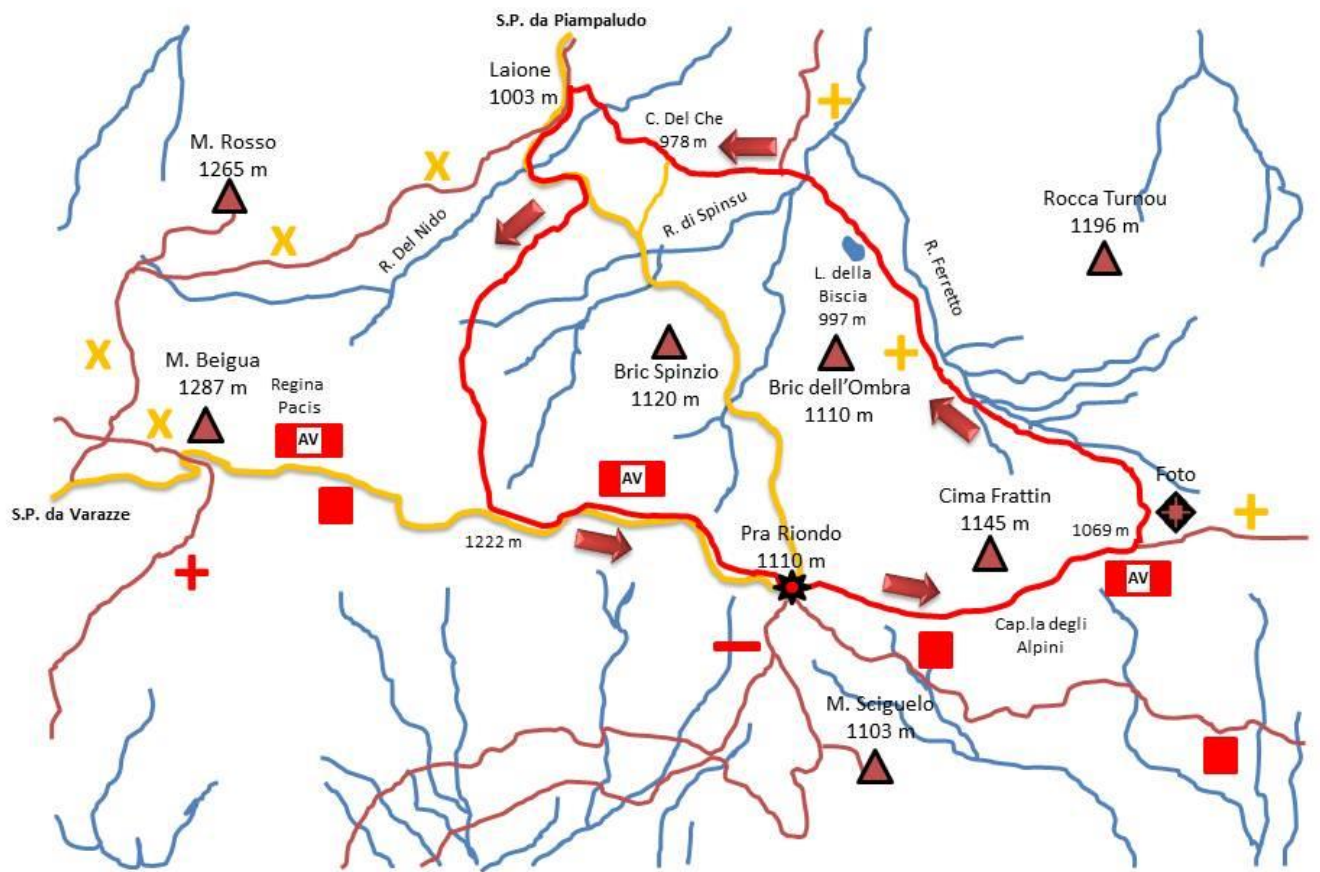 S.P. da Piampaludo
Laione
1003 m
C. Del Che
978 m
M. Rosso
1265 m
X
X
R. Del Nido
R. di Spinsu
Rocca Turnou
1196 m
L. della
Biscia
997 m
R. Ferretto
X
M. Beigua
1287 m
Regina
Pacis
AV
X
Bric Spinzio
1120 m
Bric dell'Ombra
1110 m
AV
S.P. da Varazze
1222 m
Pra Riondo
1110 m
Cima Frattin
1145 m
Foto
1069 m
AV
Cap.la degli
Alpini
M. Sciguelo
1103 m